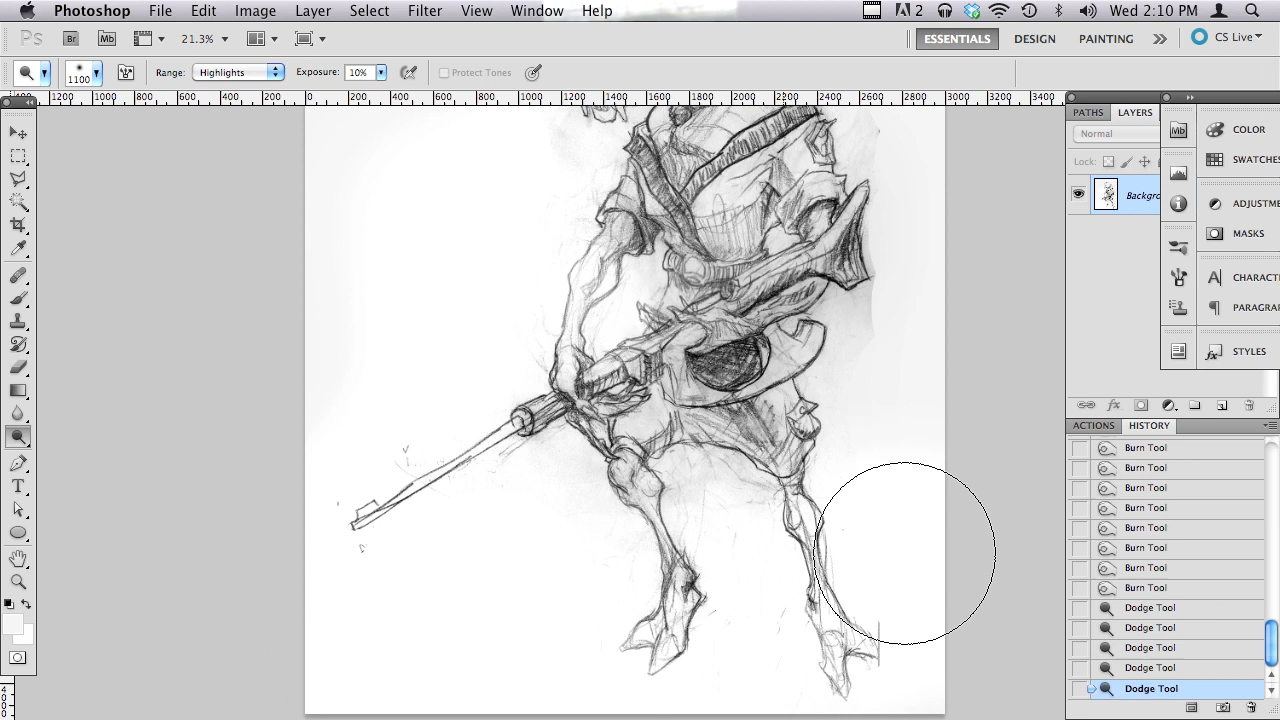 Photoshop File Edit Image Layer Select Filter View Window Help 2 Wed 2:10 PM
Ps Br Mb 21.3% ESSENTIALS DESIGN PAINTING CS Live
1100 Range: Highlights Exposure: 10% Protect Tones
1200 1000 800 600 400 200 0 200 400 600 800 1000 1200 1400 1600 1800 2000 2200 2400 2600 2800 3000 3200 3400
PATHS LAYERS
Normal
Lock:
Backgro
Mb COLOR
SWATCHES
ADJUSTME
MASKS
CHARACT
PARAGRA
STYLES
ACTIONS HISTORY
Burn Tool
Burn Tool
Burn Tool
Burn Tool
Burn Tool
Burn Tool
Burn Tool
Burn Tool
Dodge Tool
Dodge Tool
Dodge Tool
Dodge Tool
Dodge Tool